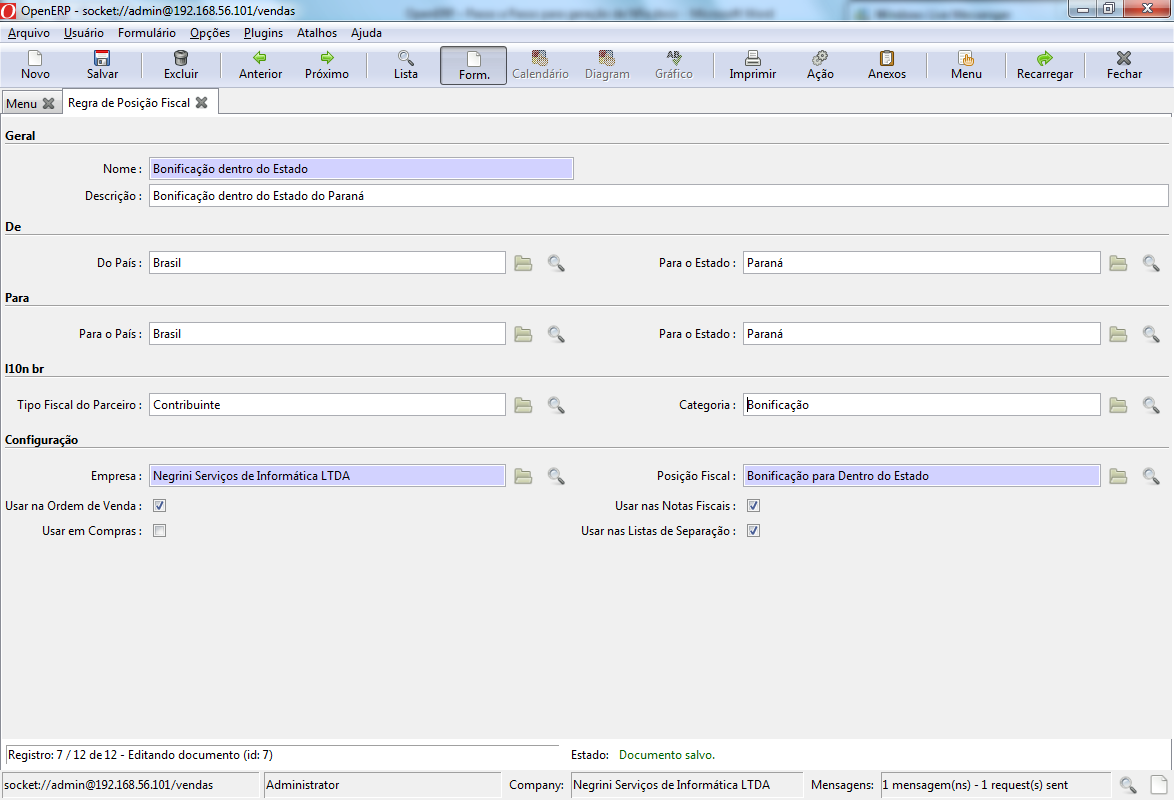 OpenERP - socket://admin@192.168.56.101/vendas
Arquivo Usuário Formulário Opções Plugins Atalhos Ajuda
Novo Salvar Excluir Anterior Próximo Lista Form. Calendário Diagram Gráfico Imprimir Ação Anexos Menu Recarregar Fechar
Menu Regra de Posição Fiscal
Geral
Nome : Bonificação dentro do Estado
Descrição : Bonificação dentro do Estado do Paraná
De
Do País : Brasil Para o Estado : Paraná
Para
Para o País : Brasil Para o Estado : Paraná
l10n br
Tipo Fiscal do Parceiro : Contribuinte Categoria : Bonificação
Configuração
Empresa : Negrini Serviços de Informática LTDA Posição Fiscal : Bonificação para Dentro do Estado
Usar na Ordem de Venda : Usar nas Notas Fiscais :
Usar em Compras : Usar nas Listas de Separação :
Registro: 7 / 12 de 12 - Editando documento (id: 7) Estado: Documento salvo.
socket://admin@192.168.56.101/vendas Administrator Company: Negrini Serviços de Informática LTDA Mensagens: 1 mensagem(ns) - 1 request(s) sent